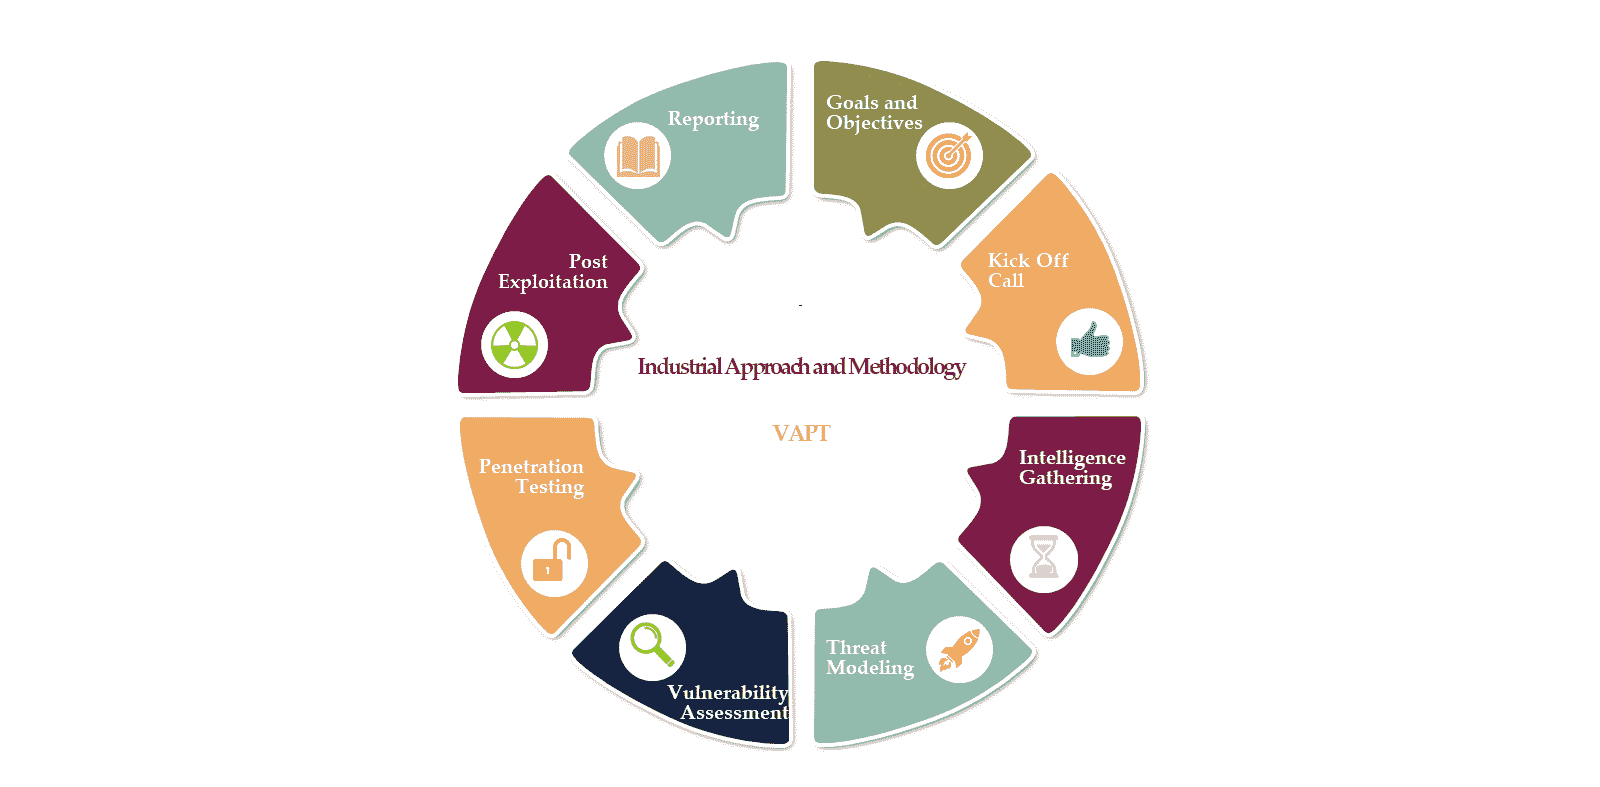 Goals and
Objectives
Kick Off
Call
Intelligence
Gathering
Threat
Modeling
Vulnerability
Assessment
Penetration
Testing
Post
Exploitation
Reporting
-
Industrial Approach and Methodology
VAPT